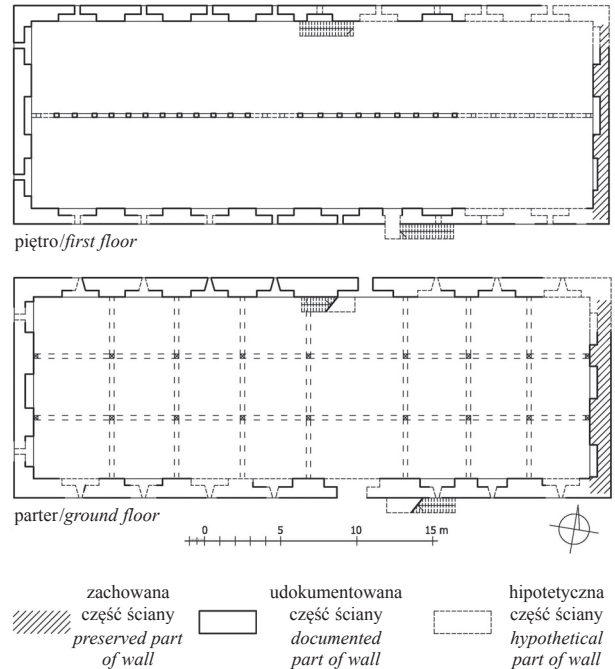 piętro/first floor
parter/ground floor
0 5 10 15 m
zachowana
część ściany
preserved part
of wall
udokumentowana
część ściany
documented
part of wall
hipotetyczna
część ściany
hypothetical
part of wall